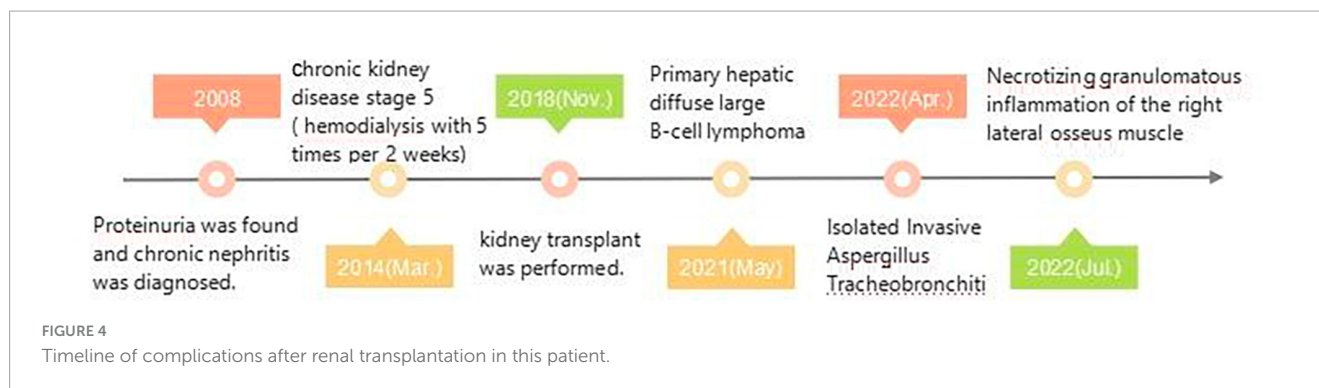 2008
chronic kidney
disease stage 5
( hemodialysis with 5
times per 2 weeks)
2018(Nov.)
Primary hepatic
diffuse large
B-cell lymphoma
2022(Apr.)
Necrotizing granulomatous
inflammation of the right
lateral osseus muscle
Proteinuria was found
and chronic nephritis
was diagnosed.
2014(Mar.)
kidney transplant
was performed.
2021(May)
Isolated Invasive
Aspergillus
Tracheobronchiti
2022(Jul.)
FIGURE 4
Timeline of complications after renal transplantation in this patient.